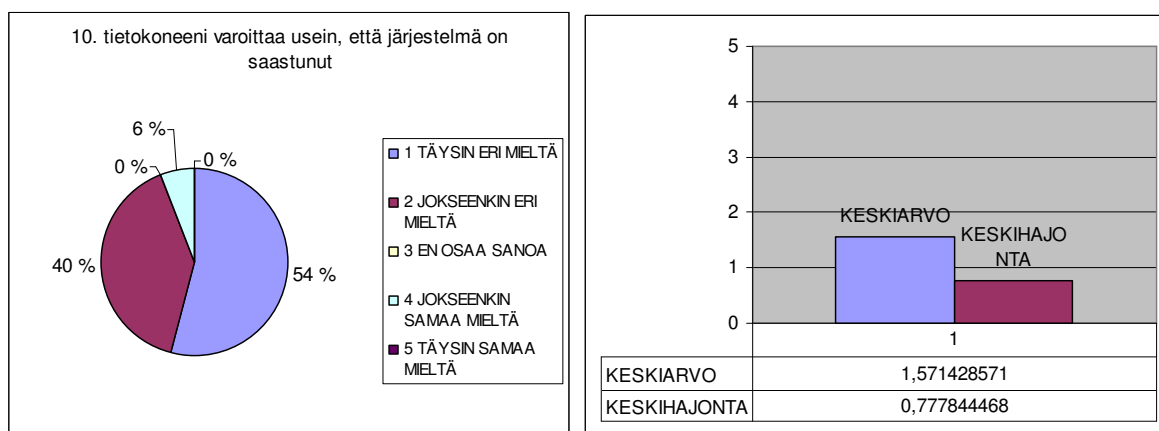 10. tietokoneeni varoittaa usein, että järjestelmä on
saastunut
6 %
0 %
0 %
40 %
54 %
1 TÄYSIN ERI MIELTÄ
2 JOKSEENKIN ERI
MIELTÄ
3 EN OSAA SANOA
4 JOKSEENKIN
SAMAA MIELTÄ
5 TÄYSIN SAMAA
MIELTÄ
5
4
3
2
1
0
KESKIARVO
KESKIHAJO
NTA
1
KESKIARVO 1,571428571
KESKIHAJONTA 0,777844468